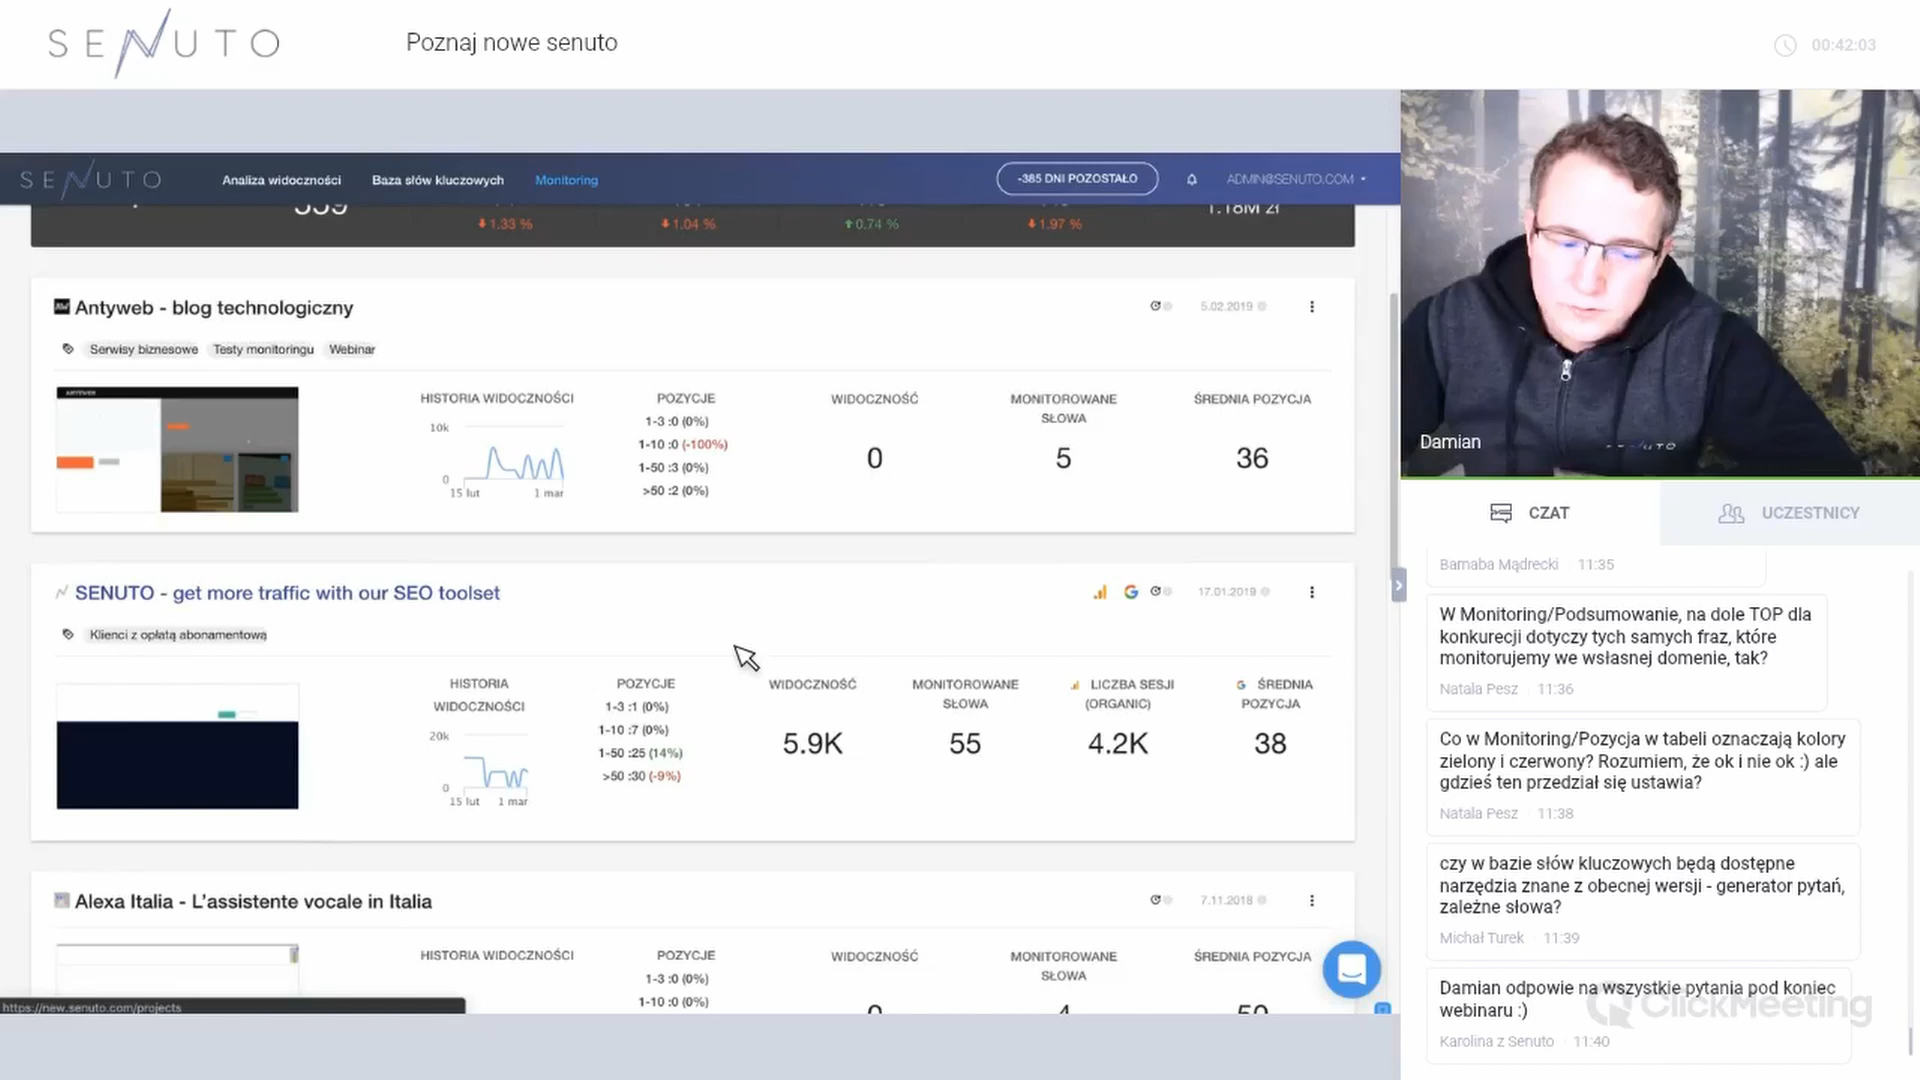 SENUTO
Poznaj nowe senuto
00:42:03
SENUTO
Analiza widoczności
Baza słów kluczowych
Monitoring
-385 DNI POZOSTAŁO
ADMIN@SENUTO.COM
1.33 %
1.04 %
0.74 %
1.97 %
1.18M zł
Antyweb - blog technologiczny
5.02.2019
Serwisy biznesowe
Testy monitoringu
Webinar
HISTORIA WIDOCZNOŚCI
10k
0
15 lut
1 mar
POZYCJE
1-3 :0 (0%)
1-10 :0 (-100%)
1-50 :3 (0%)
>50 :2 (0%)
WIDOCZNOŚĆ
0
MONITOROWANE
SŁOWA
5
ŚREDNIA POZYCJA
36
SENUTO - get more traffic with our SEO toolset
17.01.2019
Klienci z opłatą abonamentową
HISTORIA
WIDOCZNOŚCI
20k
0
15 lut
1 mar
POZYCJE
1-3 :1 (0%)
1-10 :7 (0%)
1-50 :25 (14%)
>50 :30 (-9%)
WIDOCZNOŚĆ
5.9K
MONITOROWANE
SŁOWA
55
LICZBA SESJI
(ORGANIC)
4.2K
ŚREDNIA
POZYCJA
38
Alexa Italia - L'assistente vocale in Italia
7.11.2018
HISTORIA WIDOCZNOŚCI
POZYCJE
1-3 :0 (0%)
1-10 :0 (0%)
WIDOCZNOŚĆ
MONITOROWANE
SŁOWA
ŚREDNIA POZYCJA
https://new.senuto.com/projects
Damian
SENUTO
CZAT
UCZESTNICY
Barnaba Mądrecki 11:35
W Monitoring/Podsumowanie, na dole TOP dla
konkurecji dotyczy tych samych fraz, które
monitorujemy we wsłasnej domenie, tak?
Natala Pesz 11:36
Co w Monitoring/Pozycja w tabeli oznaczają kolory
zielony i czerwony? Rozumiem, że ok i nie ok :) ale
gdzieś ten przedział się ustawia?
Natala Pesz 11:38
czy w bazie słów kluczowych będą dostępne
narzędzia znane z obecnej wersji - generator pytań,
zależne słowa?
Michał Turek 11:39
Damian odpowie na wszystkie pytania pod koniec
webinaru :)
Karolina z Senuto 11:40
ClickMeeting